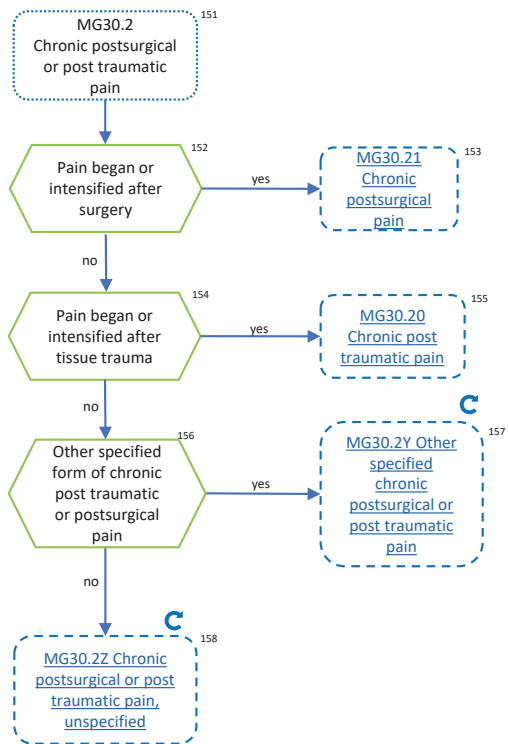 151
MG30.2
Chronic postsurgical
or post traumatic
pain
152
Pain began or
intensified after
surgery
yes
153
MG30.21
Chronic
postsurgical
pain
no
154
Pain began or
intensified after
tissue trauma
yes
155
MG30.20
Chronic post
traumatic pain
no
156
Other specified
form of chronic
post traumatic
or postsurgical
pain
yes
157
MG30.2Y Other
specified
chronic
postsurgical or
post traumatic
pain
no
158
MG30.2Z Chronic
postsurgical or post
traumatic pain,
unspecified